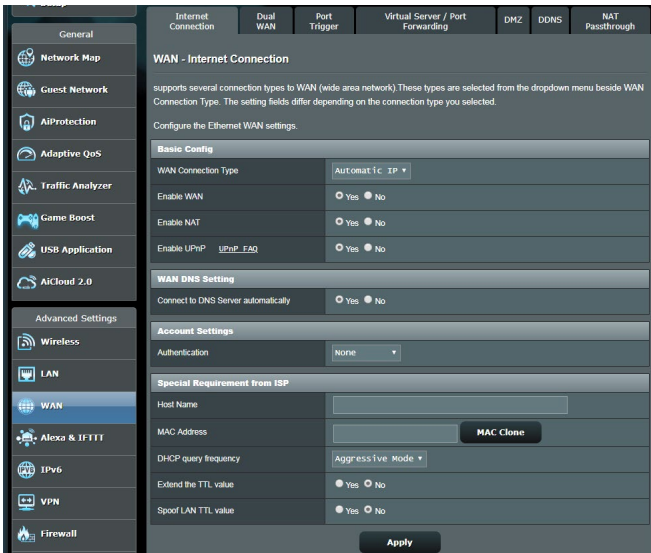 General
Network Map
Guest Network
AiProtection
Adaptive QoS
Traffic Analyzer
Game Boost
USB Application
AiCloud 2.0
Advanced Settings
Wireless
LAN
WAN
Alexa & IFTTT
IPv6
VPN
Firewall
Internet Connection
Dual WAN
Port Trigger
Virtual Server / Port Forwarding
DMZ
DDNS
NAT Passthrough
WAN - Internet Connection
supports several connection types to WAN (wide area network).These types are selected from the dropdown menu beside WAN
Connection Type. The setting fields differ depending on the connection type you selected.
Configure the Ethernet WAN settings.
Basic Config
WAN Connection Type Automatic IP
Enable WAN Yes No
Enable NAT Yes No
Enable UPnP UPnP FAQ Yes No
WAN DNS Setting
Connect to DNS Server automatically Yes No
Account Settings
Authentication None
Special Requirement from ISP
Host Name
MAC Address MAC Clone
DHCP query frequency Aggressive Mode
Extend the TTL value Yes No
Spoof LAN TTL value Yes No
Apply